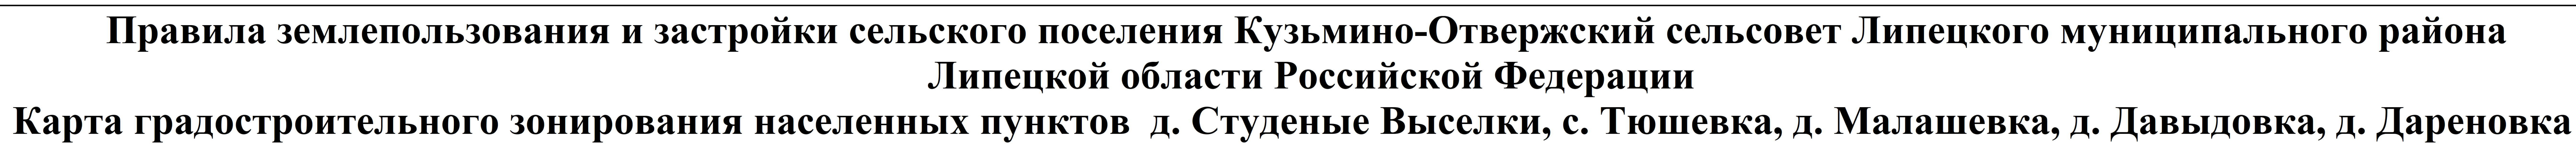 Правила землепользования и застройки сельского поселения Кузьмино-Отвержский сельсовет Липецкого муниципального района
Липецкой области Российской Федерации
Карта градостроительного зонирования населенных пунктов д. Студеные Выселки, с. Тюшевка, д. Малашевка, д. Давыдовка, д. Дареновка